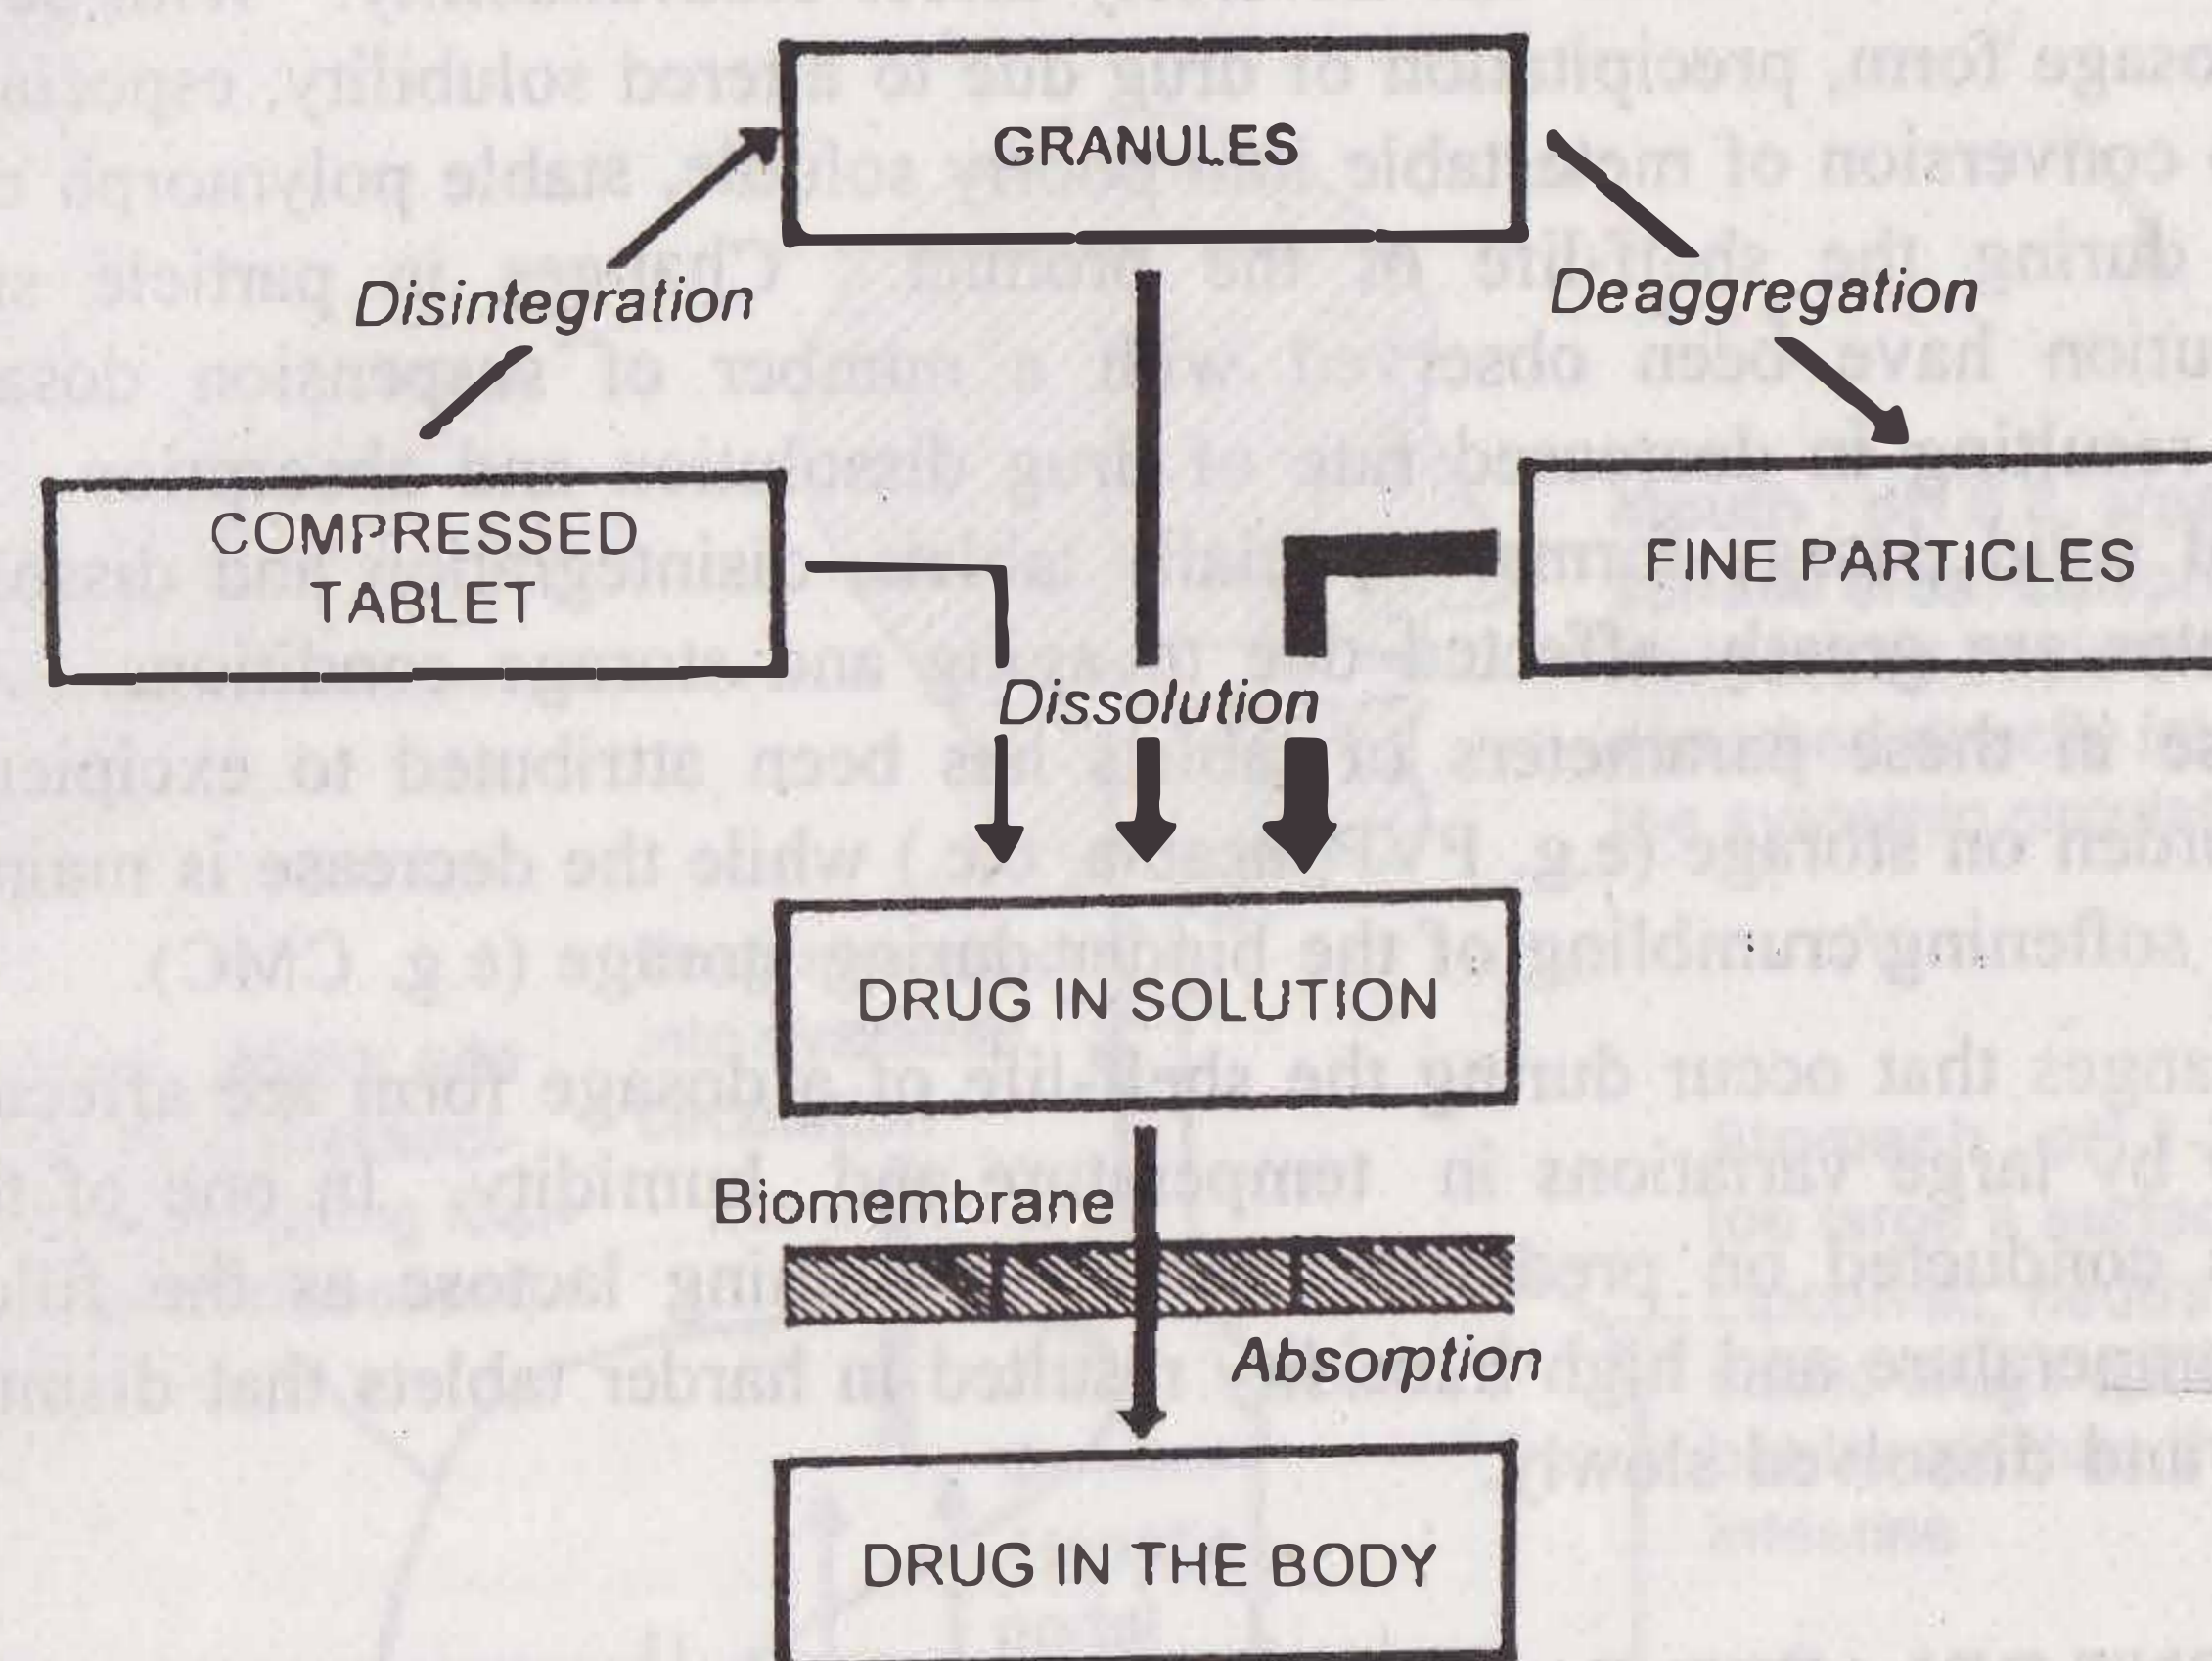 GRANULES
Disintegration
Deaggregation
COMPRESSED
TABLET
FINE PARTICLES
Dissolution
DRUG IN SOLUTION
Biomembrane
Absorption
DRUG IN THE BODY